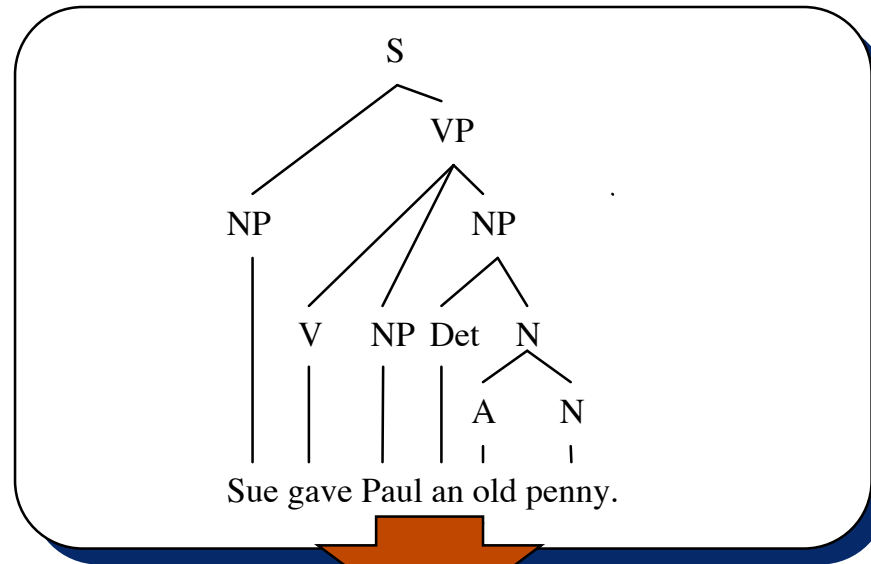 S
VP
NP NP
V NP Det N
A N
Sue gave Paul an old penny.